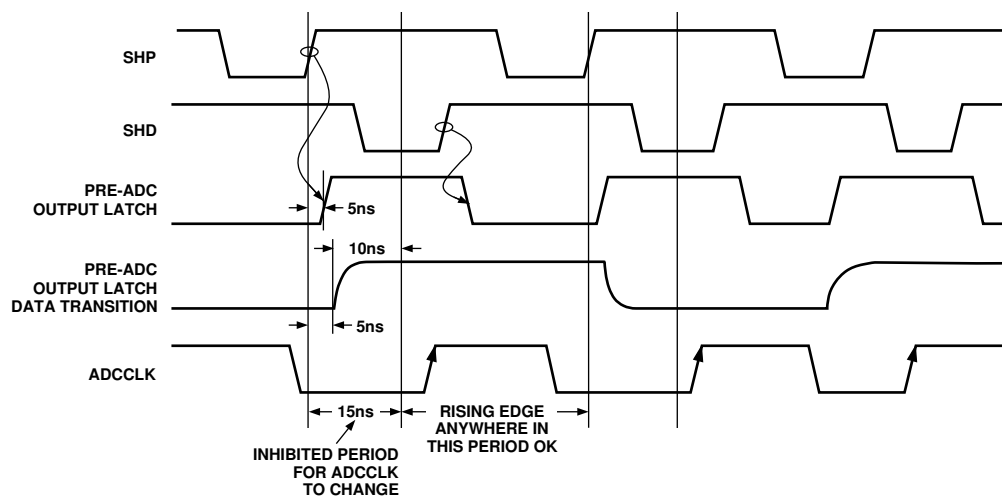 SHP
SHD
PRE-ADC
OUTPUT LATCH
5ns
10ns
PRE-ADC
OUTPUT LATCH
DATA TRANSITION
5ns
ADCCLK
15ns
RISING EDGE
ANYWHERE IN
THIS PERIOD OK
INHIBITED PERIOD
FOR ADCCLK
TO CHANGE